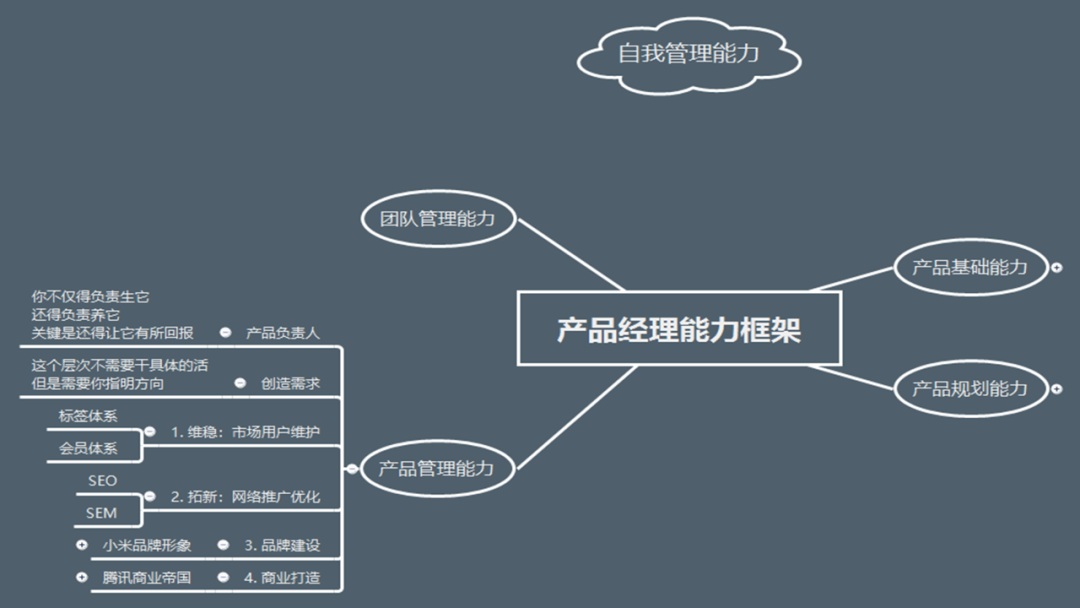 自我管理能力
团队管理能力
产品基础能力
产品经理能力框架
产品规划能力
产品管理能力
你不仅得负责生它
还得负责养它
关键是还得让它有所回报
产品负责人
这个层次不需要干具体的活
但是需要你指明方向
创造需求
标签体系
会员体系
1. 维稳：市场用户维护
SEO
SEM
2. 拓新：网络推广优化
小米品牌形象
3. 品牌建设
腾讯商业帝国
4. 商业打造